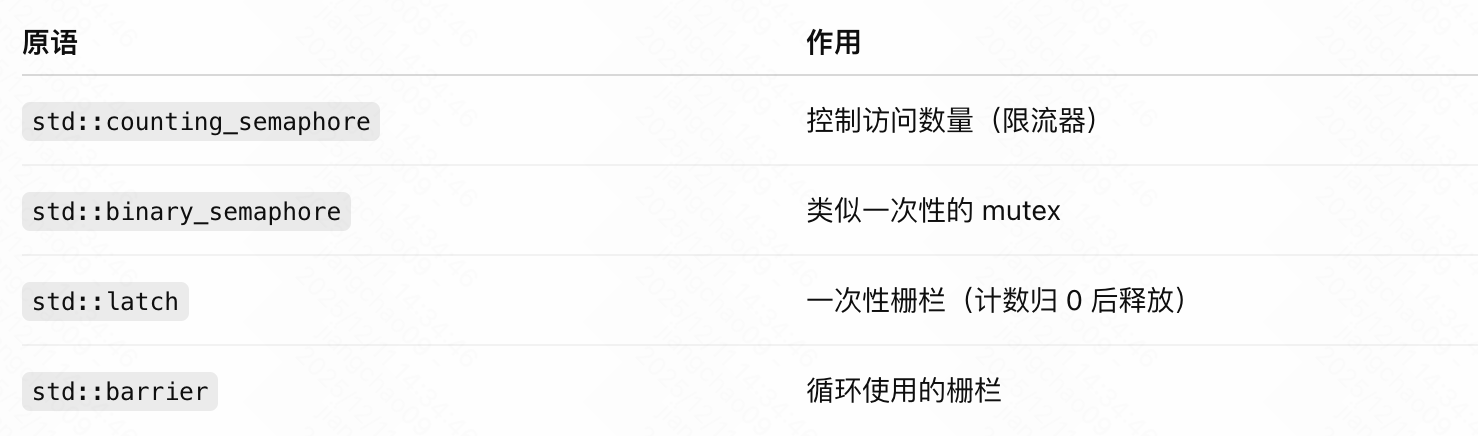 原语 作用
std::counting_semaphore 控制访问数量（限流器）
std::binary_semaphore 类似一次性的 mutex
std::latch 一次性栅栏（计数归 0 后释放）
std::barrier 循环使用的栅栏